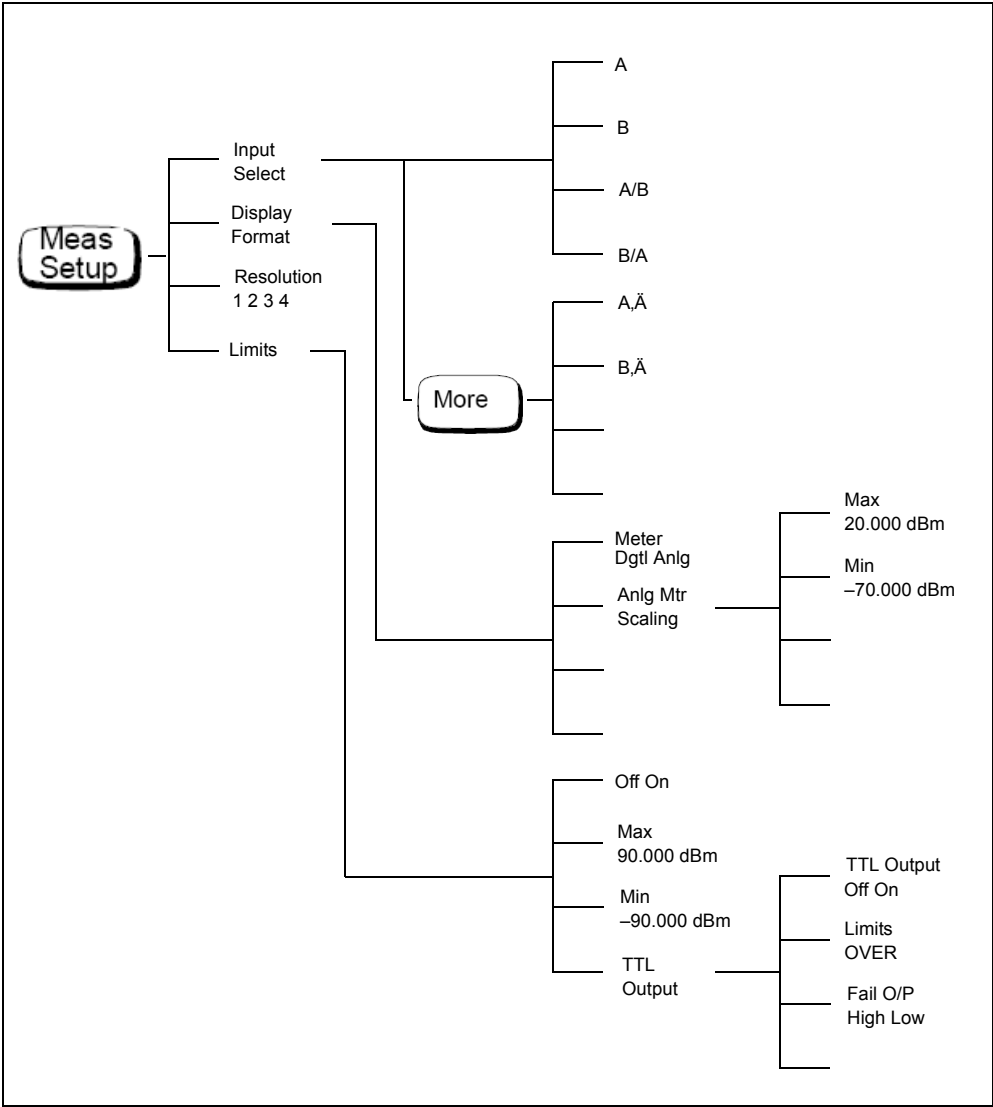 Meas
Setup
Input
Select
Display
Format
Resolution
1 2 3 4
Limits
A
B
A/B
B/A
More
A,Ä
B,Ä
Meter
Dgtl Anlg
Anlg Mtr
Scaling
Max
20.000 dBm
Min
–70.000 dBm
Off On
Max
90.000 dBm
Min
–90.000 dBm
TTL
Output
TTL Output
Off On
Limits
OVER
Fail O/P
High Low